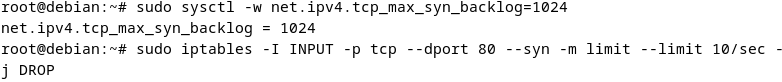 root@debian:~# sudo sysctl -w net.ipv4.tcp_max_syn_backlog=1024
net.ipv4.tcp_max_syn_backlog = 1024
root@debian:~# sudo iptables -I INPUT -p tcp --dport 80 --syn -m limit --limit 10/sec -
j DROP